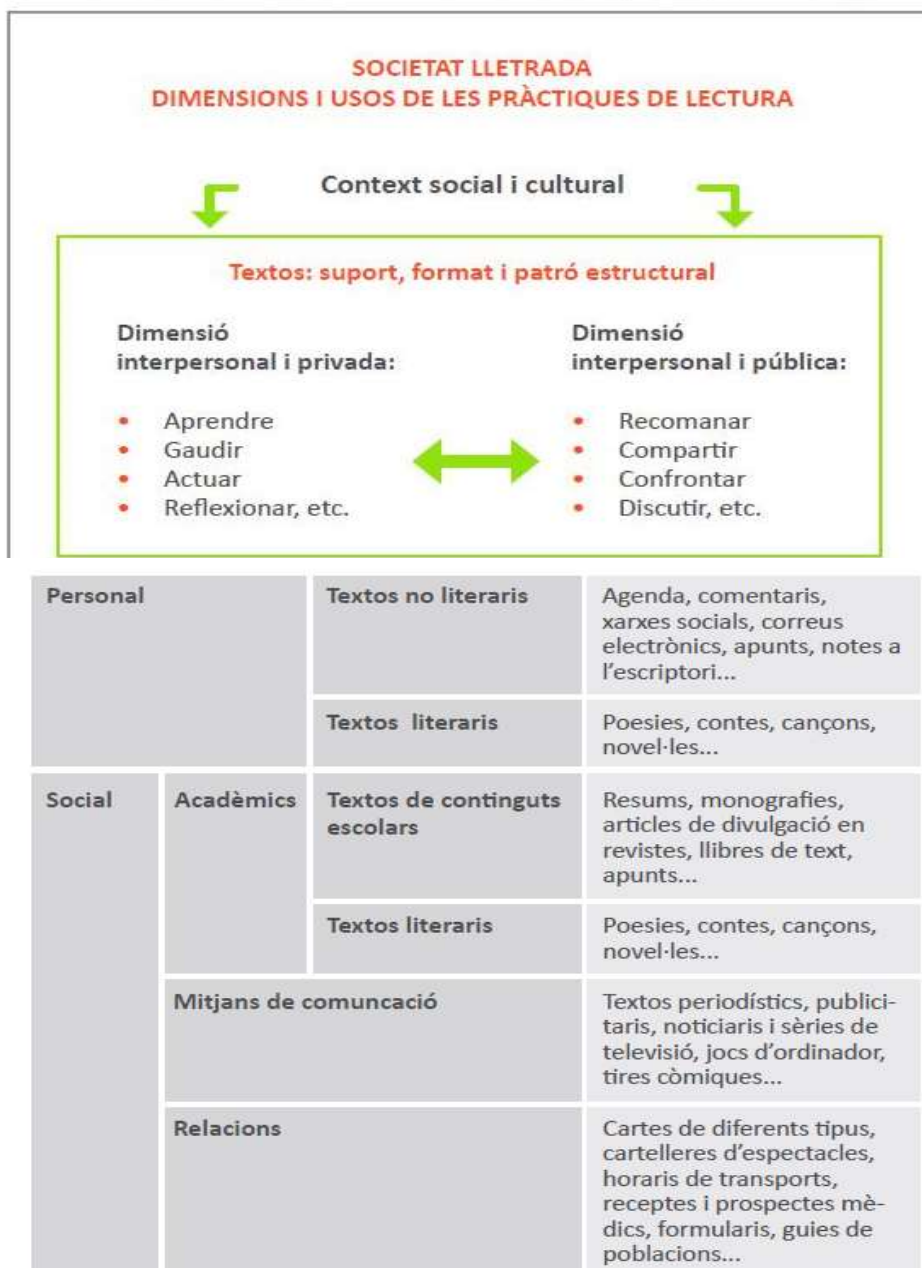 SOCIETAT LLETRADA
DIMENSIONS I USOS DE LES PRÀCTIQUES DE LECTURA
Context social i cultural
Textos: suport, format i patró estructural
Dimensió
interpersonal i privada:
• Aprendre
• Gaudir
• Actuar
• Reflexionar, etc.
Dimensió
interpersonal i pública:
• Recomanar
• Compartir
• Confrontar
• Discutir, etc.
Personal
Textos no literaris
Agenda, comentaris,
xarxes socials, correus
electrònics, apunts, notes a
l'escriptori...
Textos literaris
Poesies, contes, cançons,
novel·les...
Social
Acadèmics
Textos de continguts
escolars
Resums, monografies,
articles de divulgació en
revistes, llibres de text,
apunts...
Textos literaris
Poesies, contes, cançons,
novel·les...
Mitjans de comuncació
Textos periodístics, publici-
taris, noticiaris i sèries de
televisió, jocs d'ordinador,
tires còmiques...
Relacions
Cartes de diferents tipus,
cartelleres d'espectacles,
horaris de transports,
receptes i prospectes mè-
dics, formularis, guies de
poblacions...